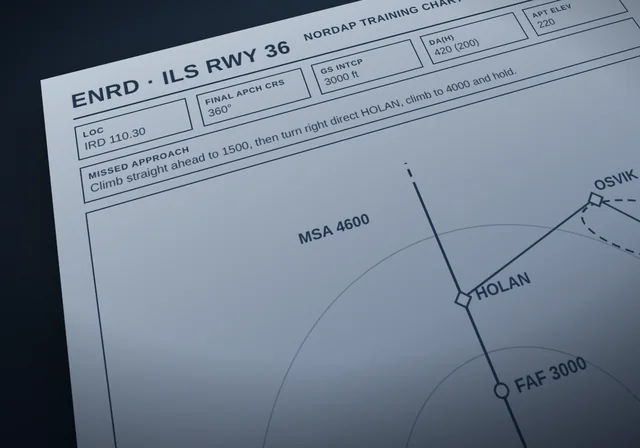 ENRD · ILS RWY 36
NORDAP TRAINING CHART
LOC
IRD 110.30
FINAL APCH CRS
360°
GS INTCP
3000 ft
DA(H)
420 (200)
APT ELEV
220
MISSED APPROACH
Climb straight ahead to 1500, then turn right direct HOLAN, climb to 4000 and hold.
MSA 4600
OSVIK
HOLAN
FAF 3000